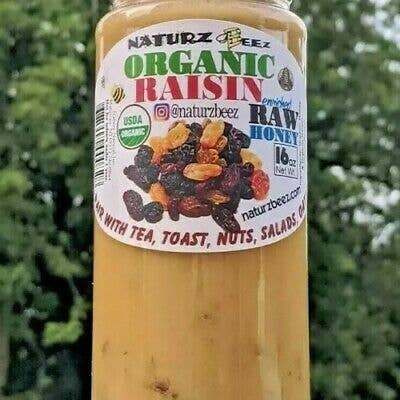 NATURZ BEEZ
ORGANIC
RAISIN
enriched
RAW
HONEY
@naturzbeez
USDA
ORGANIC
16oz
Net Wt
naturzbeez.com
WITH TEA, TOAST, NUTS, SALADS,